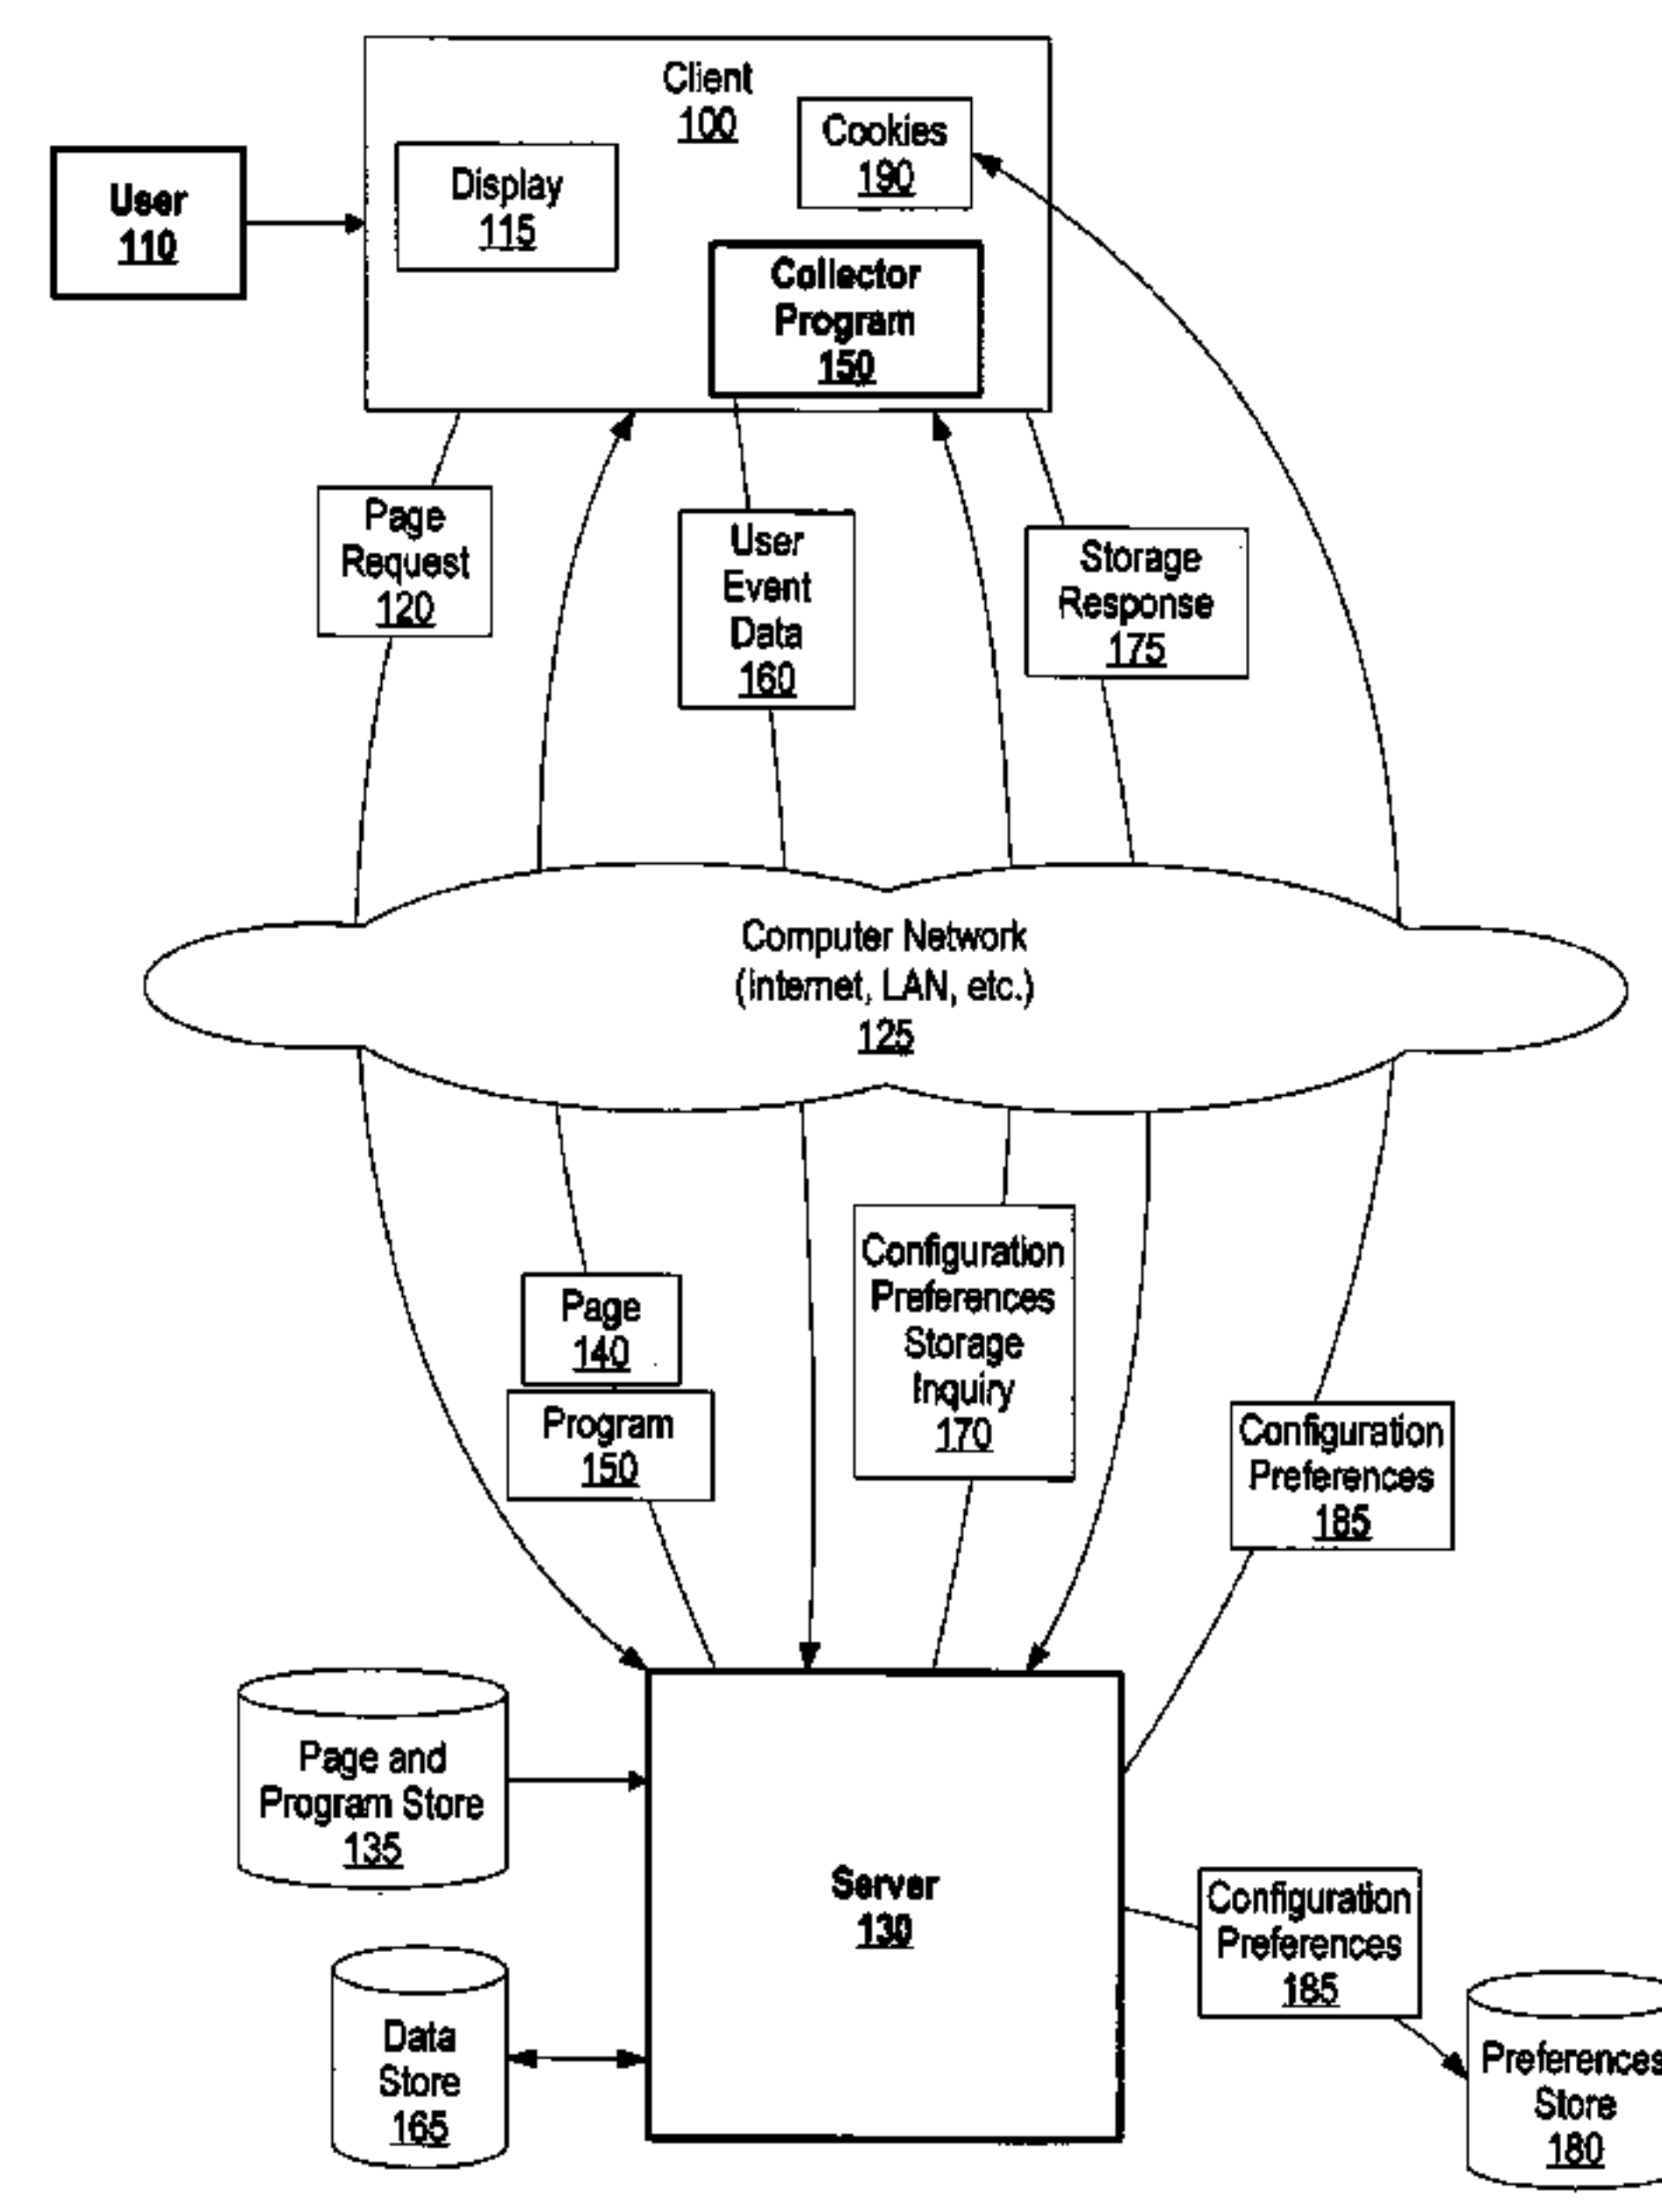 Client
100
Cookies
190
Display
115
User
110
Collector
Program
150
Page
Request
120
User
Event
Data
160
Storage
Response
175
Computer Network
(Internet, LAN, etc.)
125
Page
140
Program
150
Configuration
Preferences
Storage
Inquiry
170
Configuration
Preferences
185
Page and
Program Store
135
Server
130
Configuration
Preferences
185
Data
Store
165
Preferences
Store
180